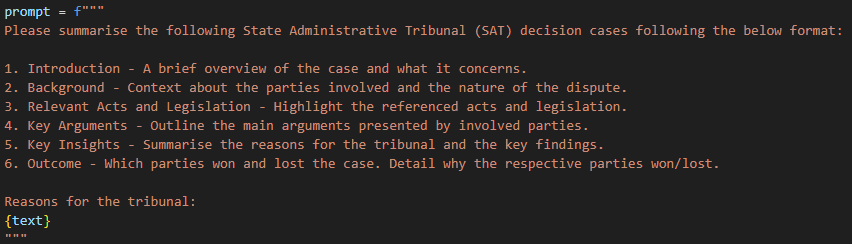 prompt = f"""
Please summarise the following State Administrative Tribunal (SAT) decision cases following the below format:
1. Introduction - A brief overview of the case and what it concerns.
2. Background - Context about the parties involved and the nature of the dispute.
3. Relevant Acts and Legislation - Highlight the referenced acts and legislation.
4. Key Arguments - Outline the main arguments presented by involved parties.
5. Key Insights - Summarise the reasons for the tribunal and the key findings.
6. Outcome - Which parties won and lost the case. Detail why the respective parties won/lost.
Reasons for the tribunal:
{text}
"""